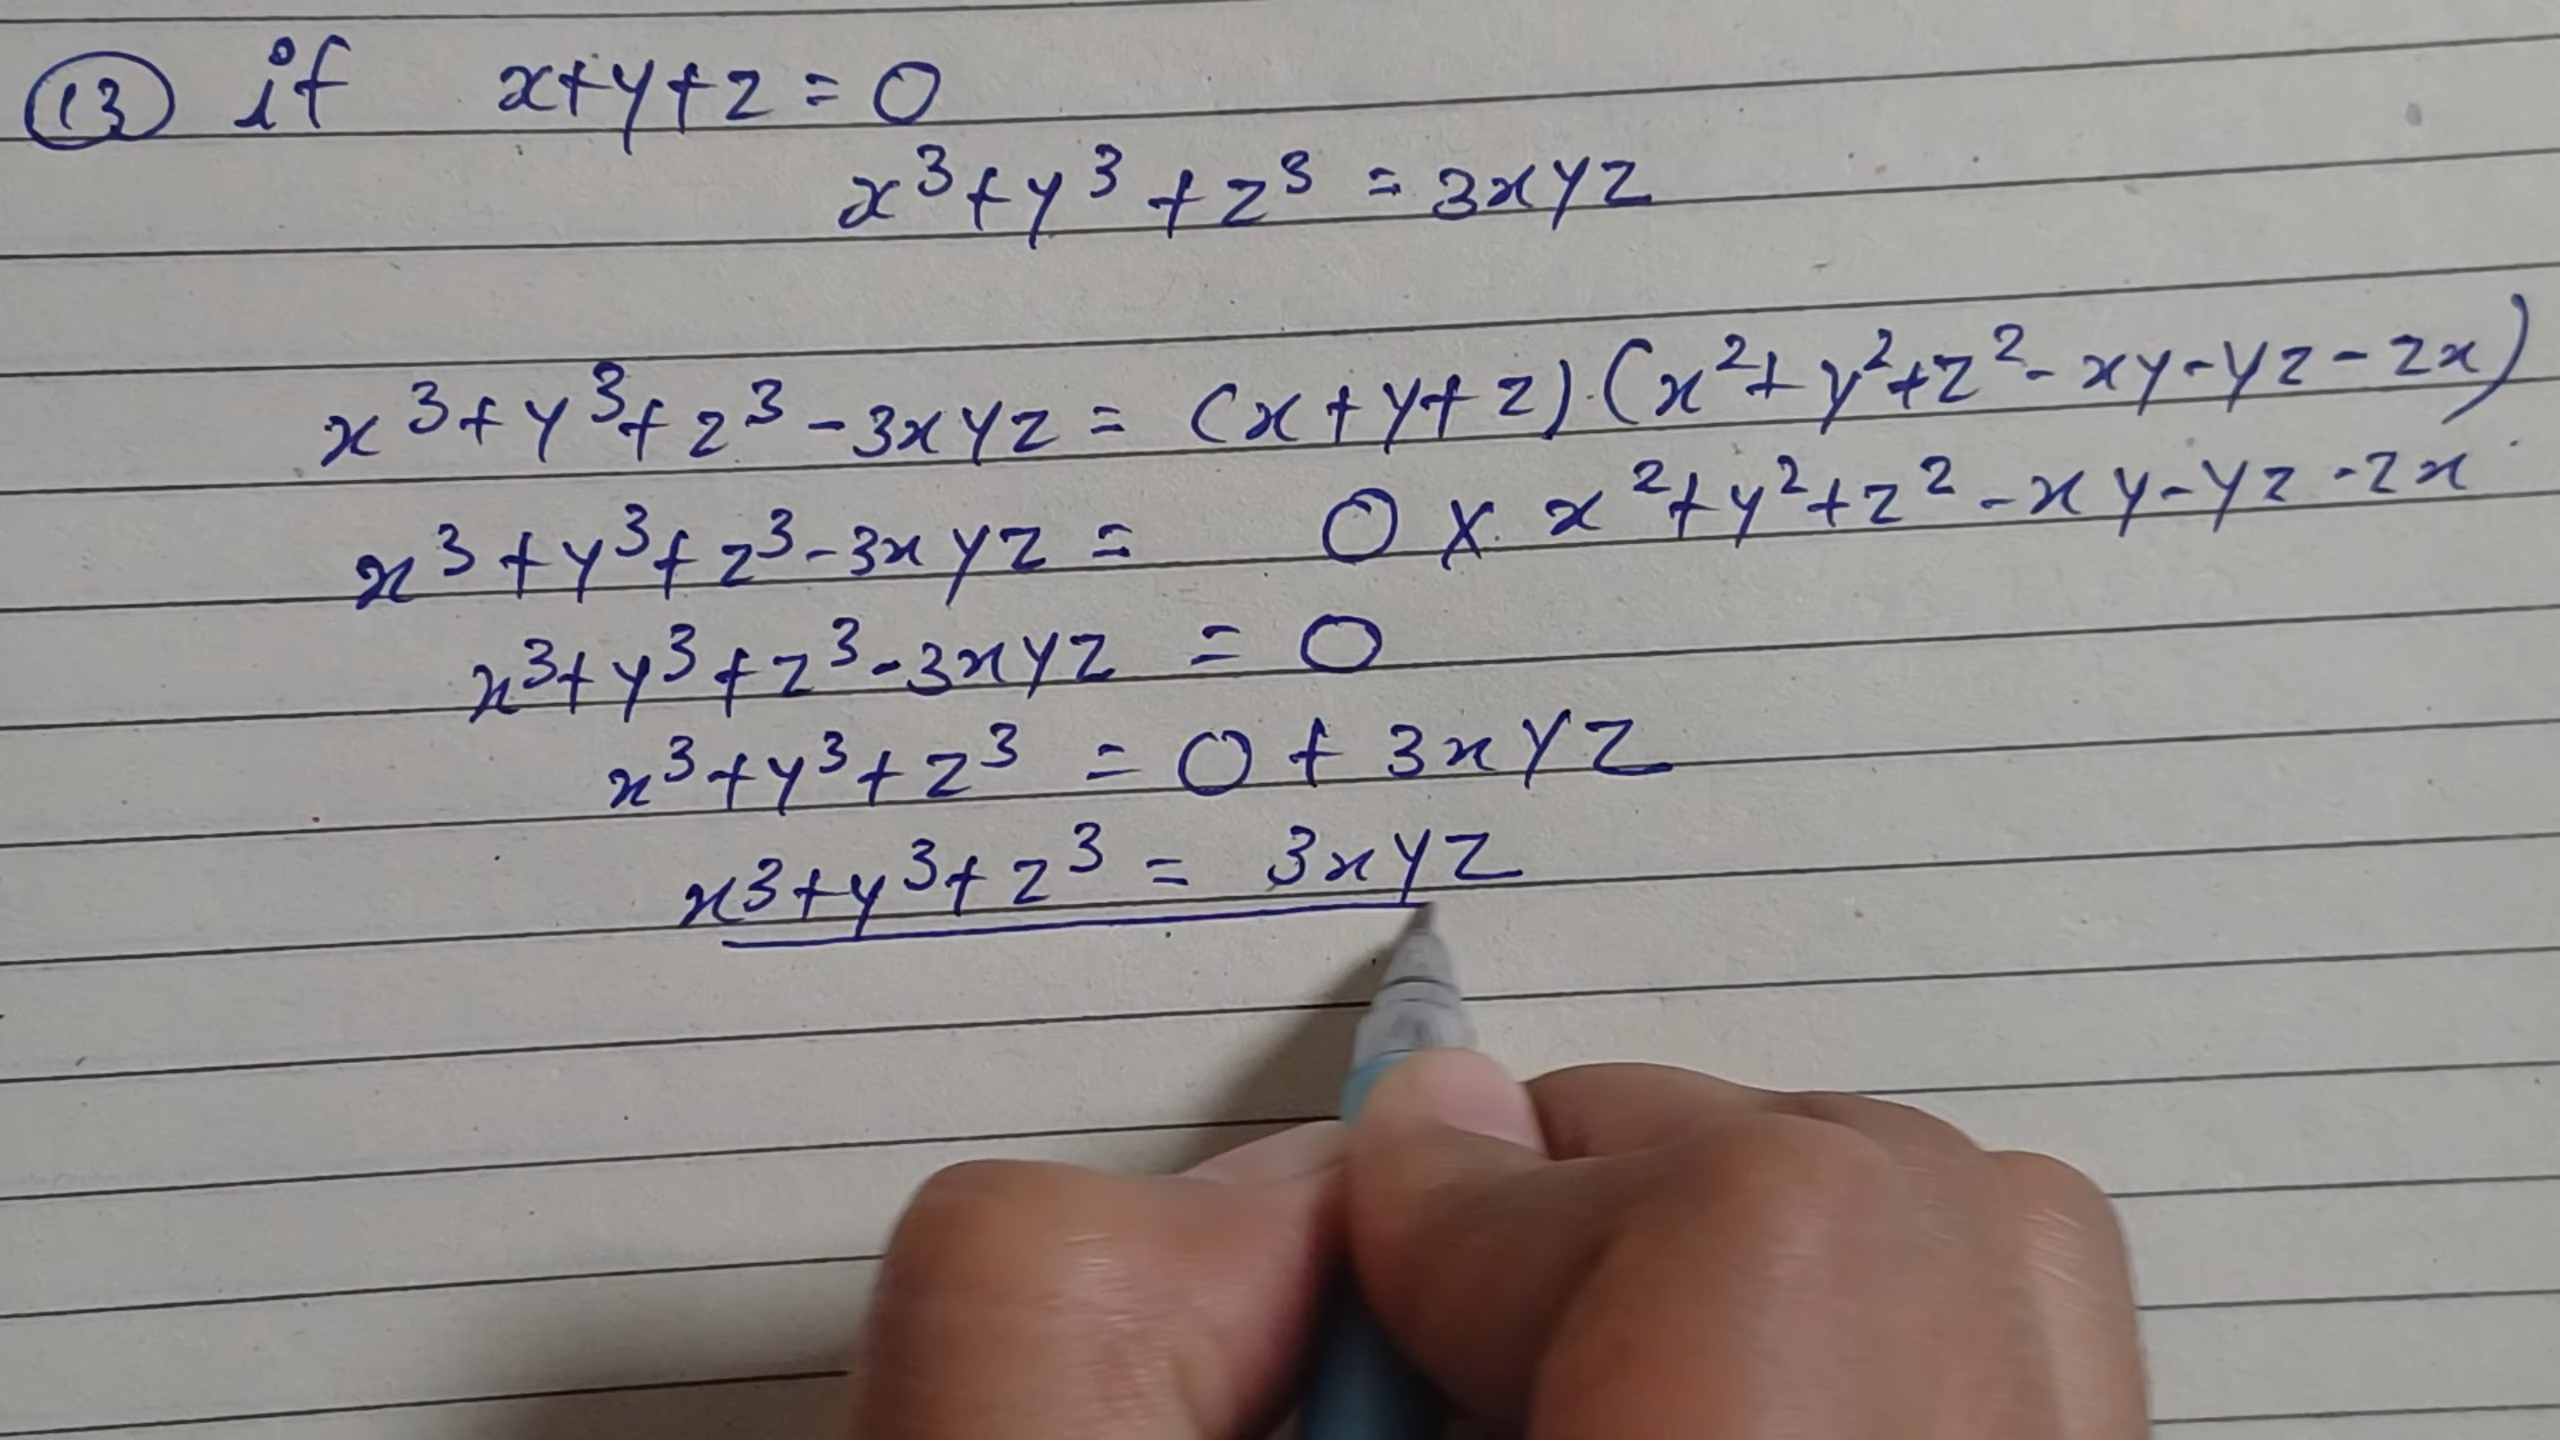 (13) if x+y+z=0
x³+y³+z³ = 3xyz
x³+y³+z³-3xyz = (x+y+z).(x²+y²+z²-xy-yz-zx)
x³+y³+z³-3xyz = 0 × x²+y²+z²-xy-yz-zx
x³+y³+z³-3xyz = 0
x³+y³+z³ = 0+3xyz
x³+y³+z³ = 3xyz